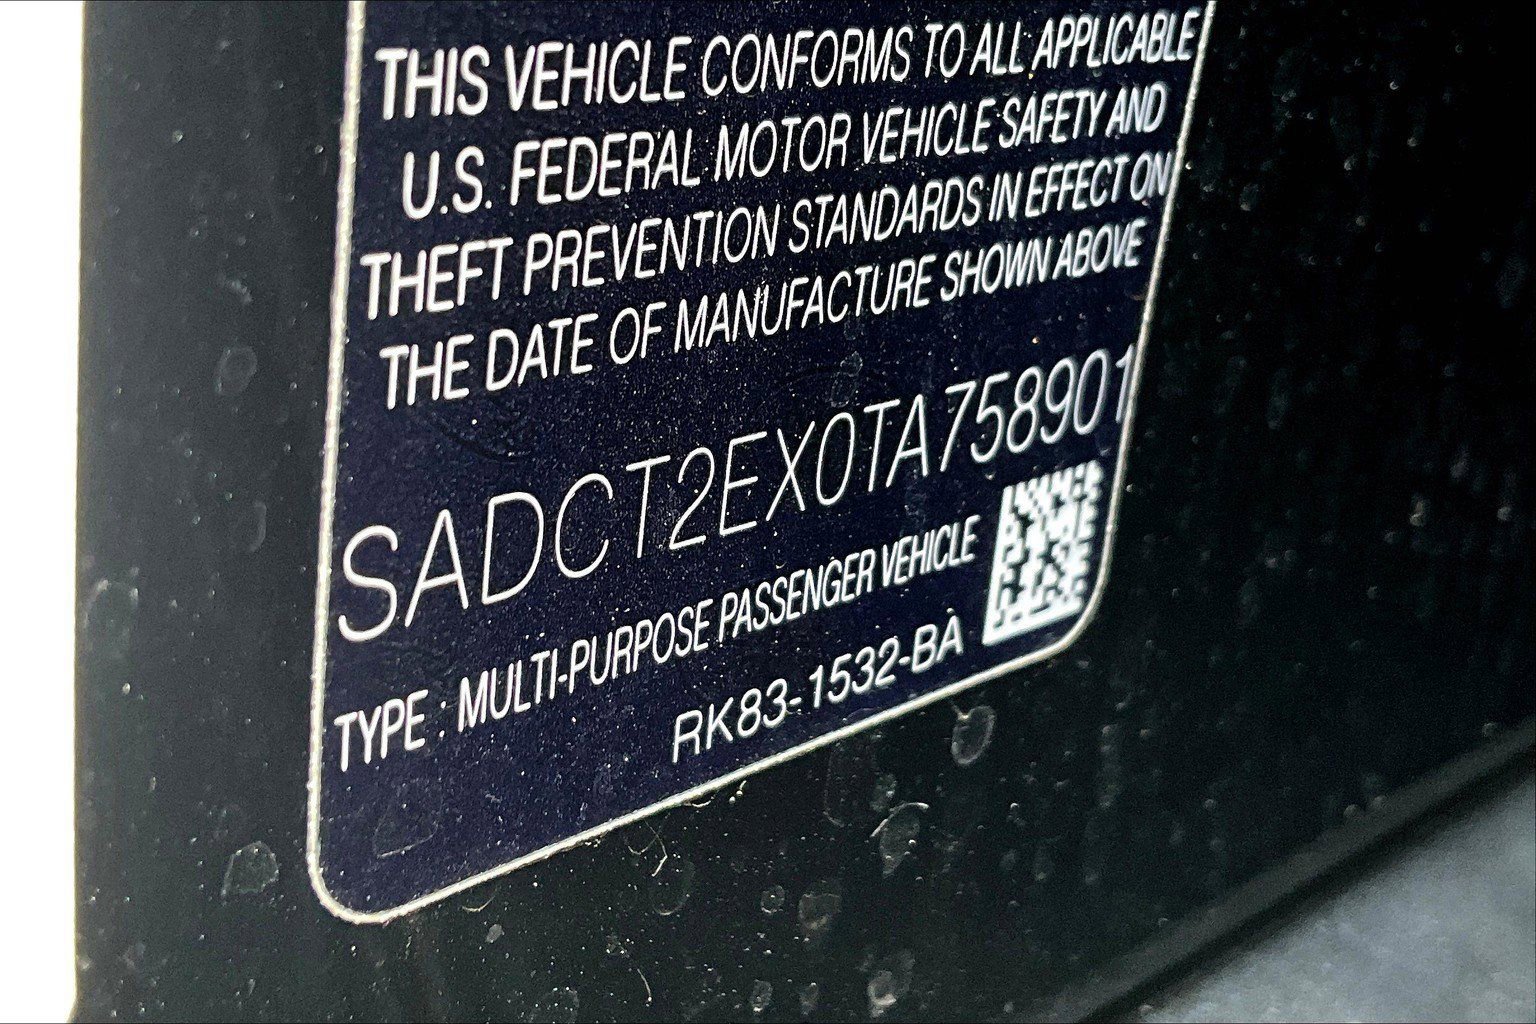 THIS VEHICLE CONFORMS TO ALL APPLICABLE
U.S. FEDERAL MOTOR VEHICLE SAFETY AND
THEFT PREVENTION STANDARDS IN EFFECT ON
THE DATE OF MANUFACTURE SHOWN ABOVE
SADCT2EX0TA758901
TYPE : MULTI-PURPOSE PASSENGER VEHICLE
RK83-1532-BA